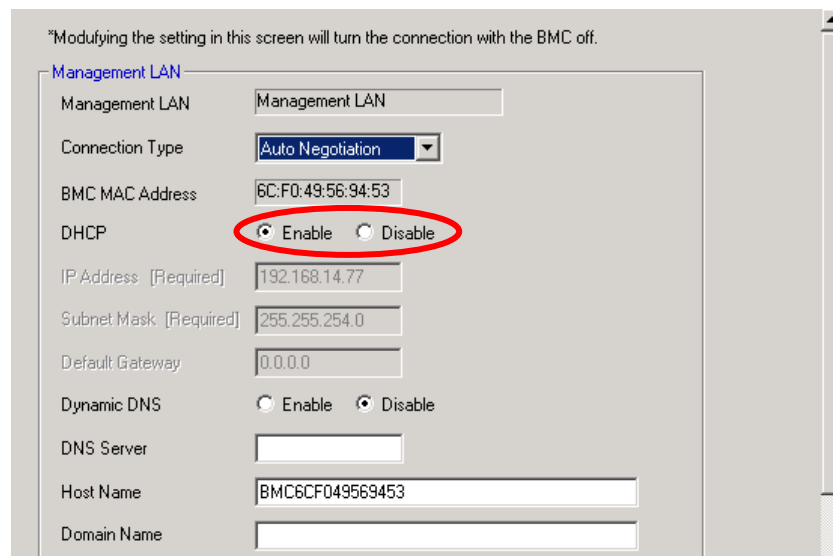 *Modufying the setting in this screen will turn the connection with the BMC off.
Management LAN
Management LAN Management LAN
Connection Type Auto Negotiation
BMC MAC Address 6C:F0:49:56:94:53
DHCP Enable Disable
IP Address [Required] 192.168.14.77
Subnet Mask [Required] 255.255.254.0
Default Gateway 0.0.0.0
Dynamic DNS Enable Disable
DNS Server
Host Name BMC6CF049569453
Domain Name